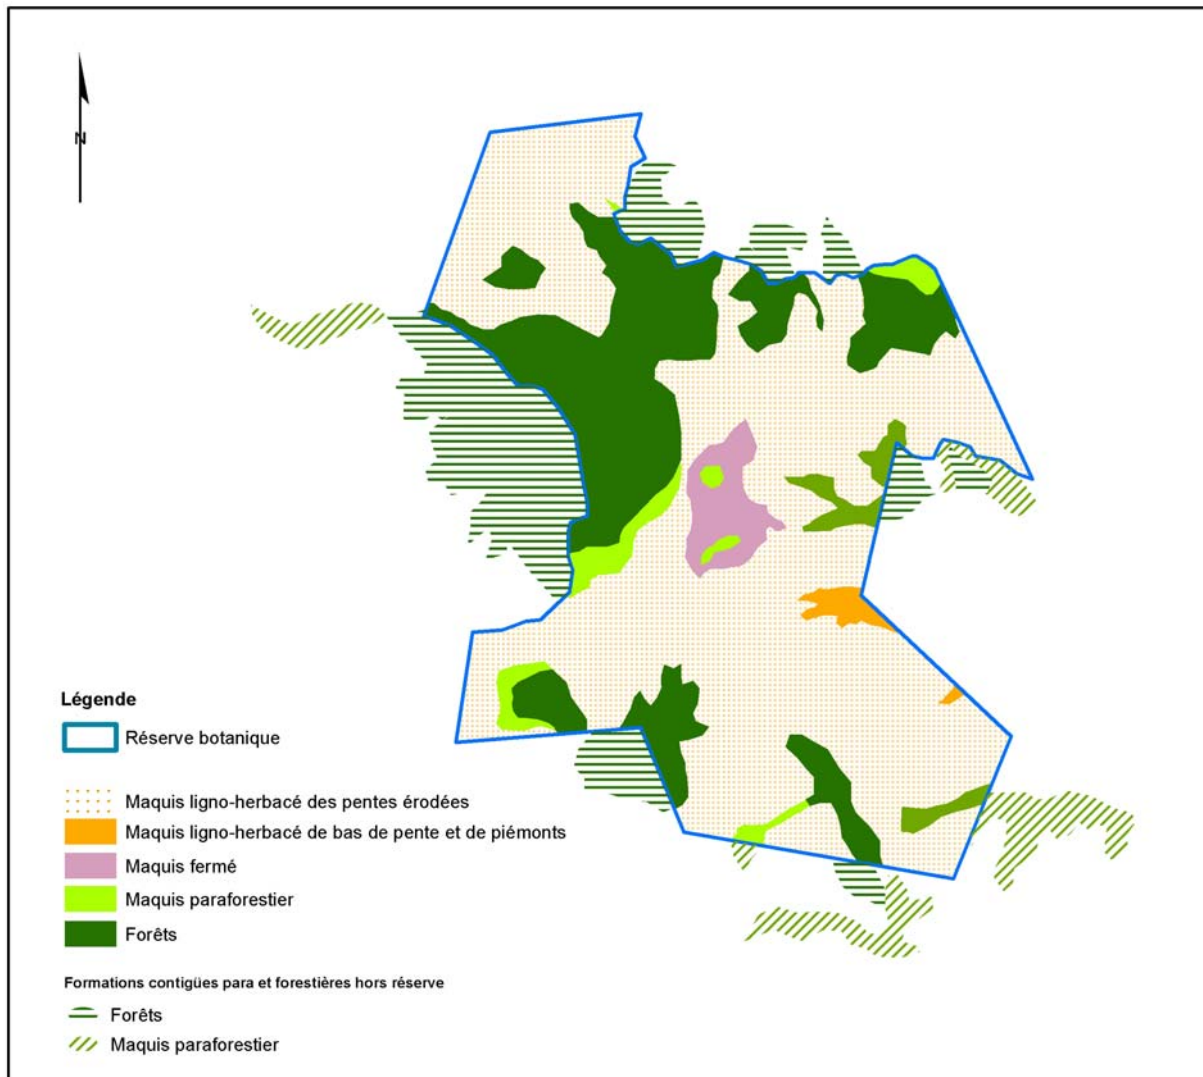 N
Légende
Réserve botanique
Maquis ligno-herbacé des pentes érodées
Maquis ligno-herbacé de bas de pente et de piémonts
Maquis fermé
Maquis paraforestier
Forêts
Formations contigües para et forestières hors réserve
Forêts
Maquis paraforestier